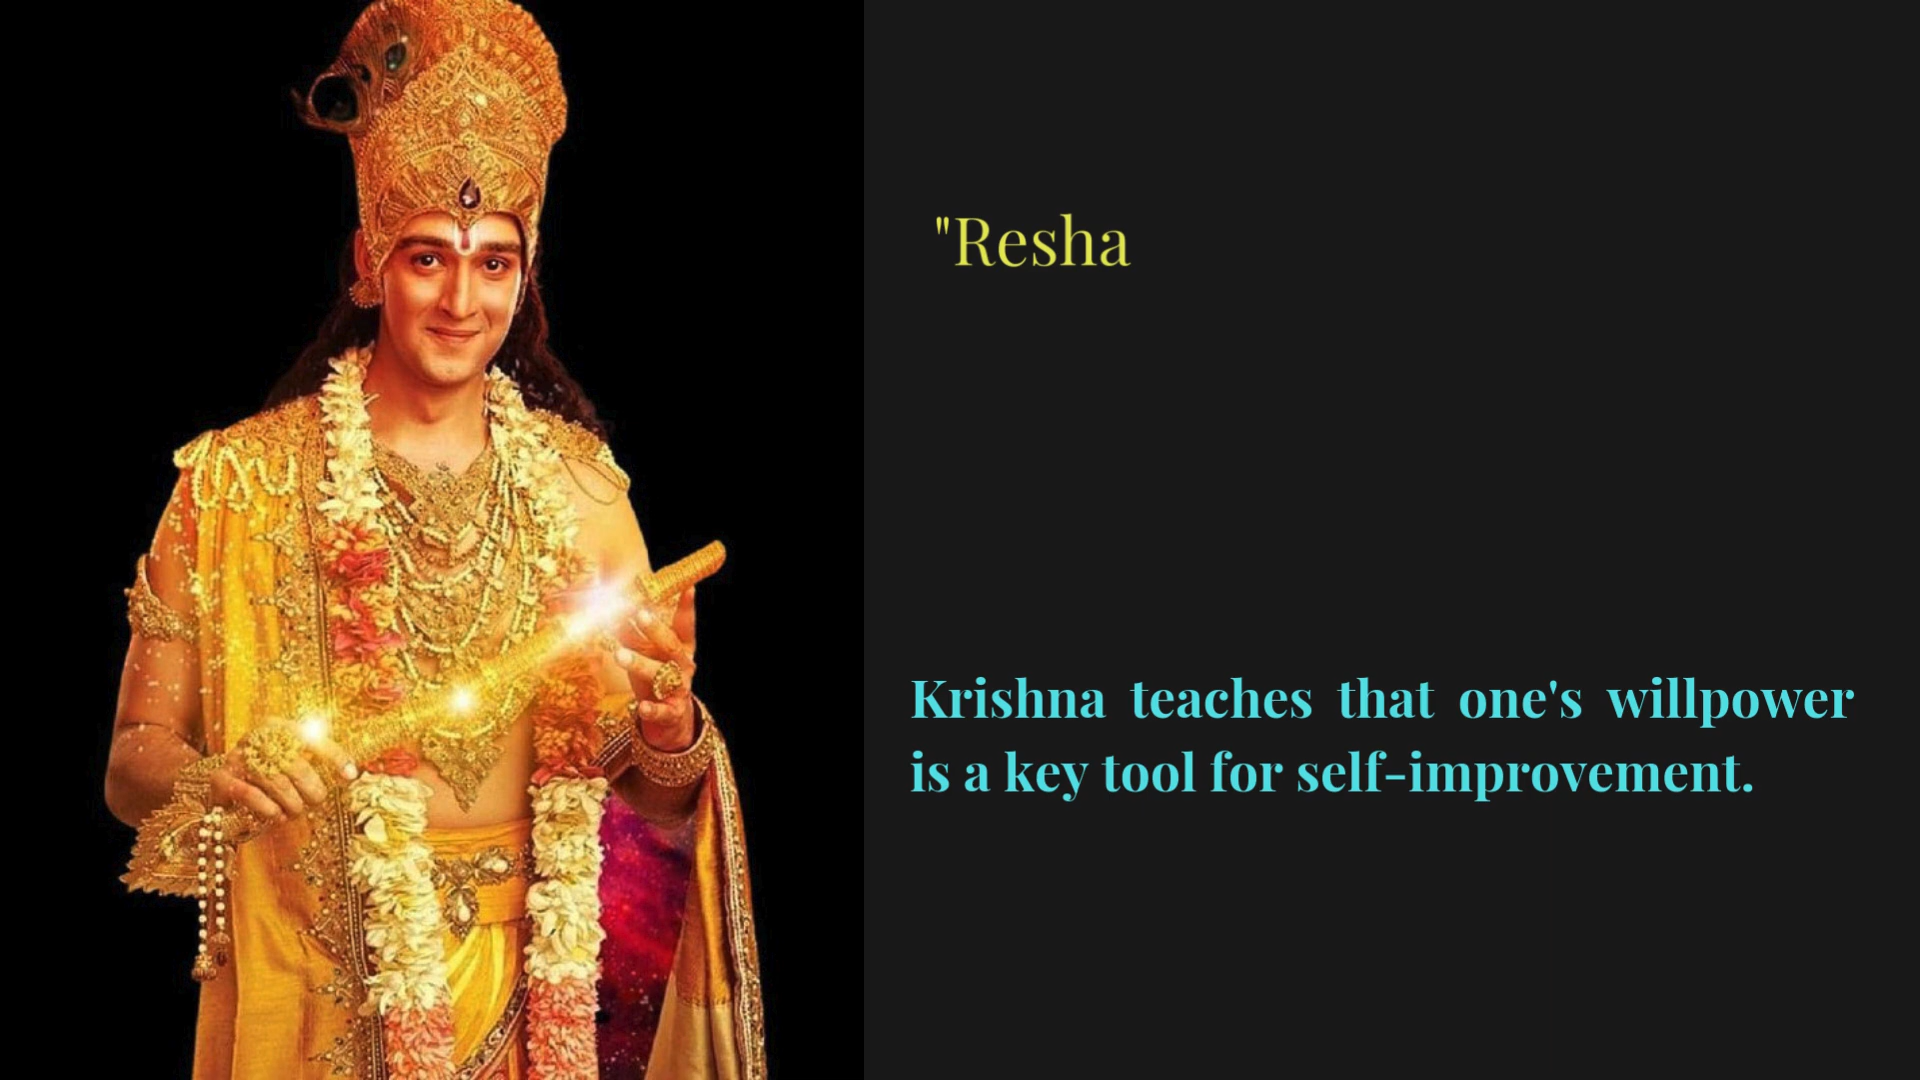 "Resha
Krishna teaches that one's willpower
is a key tool for self-improvement.